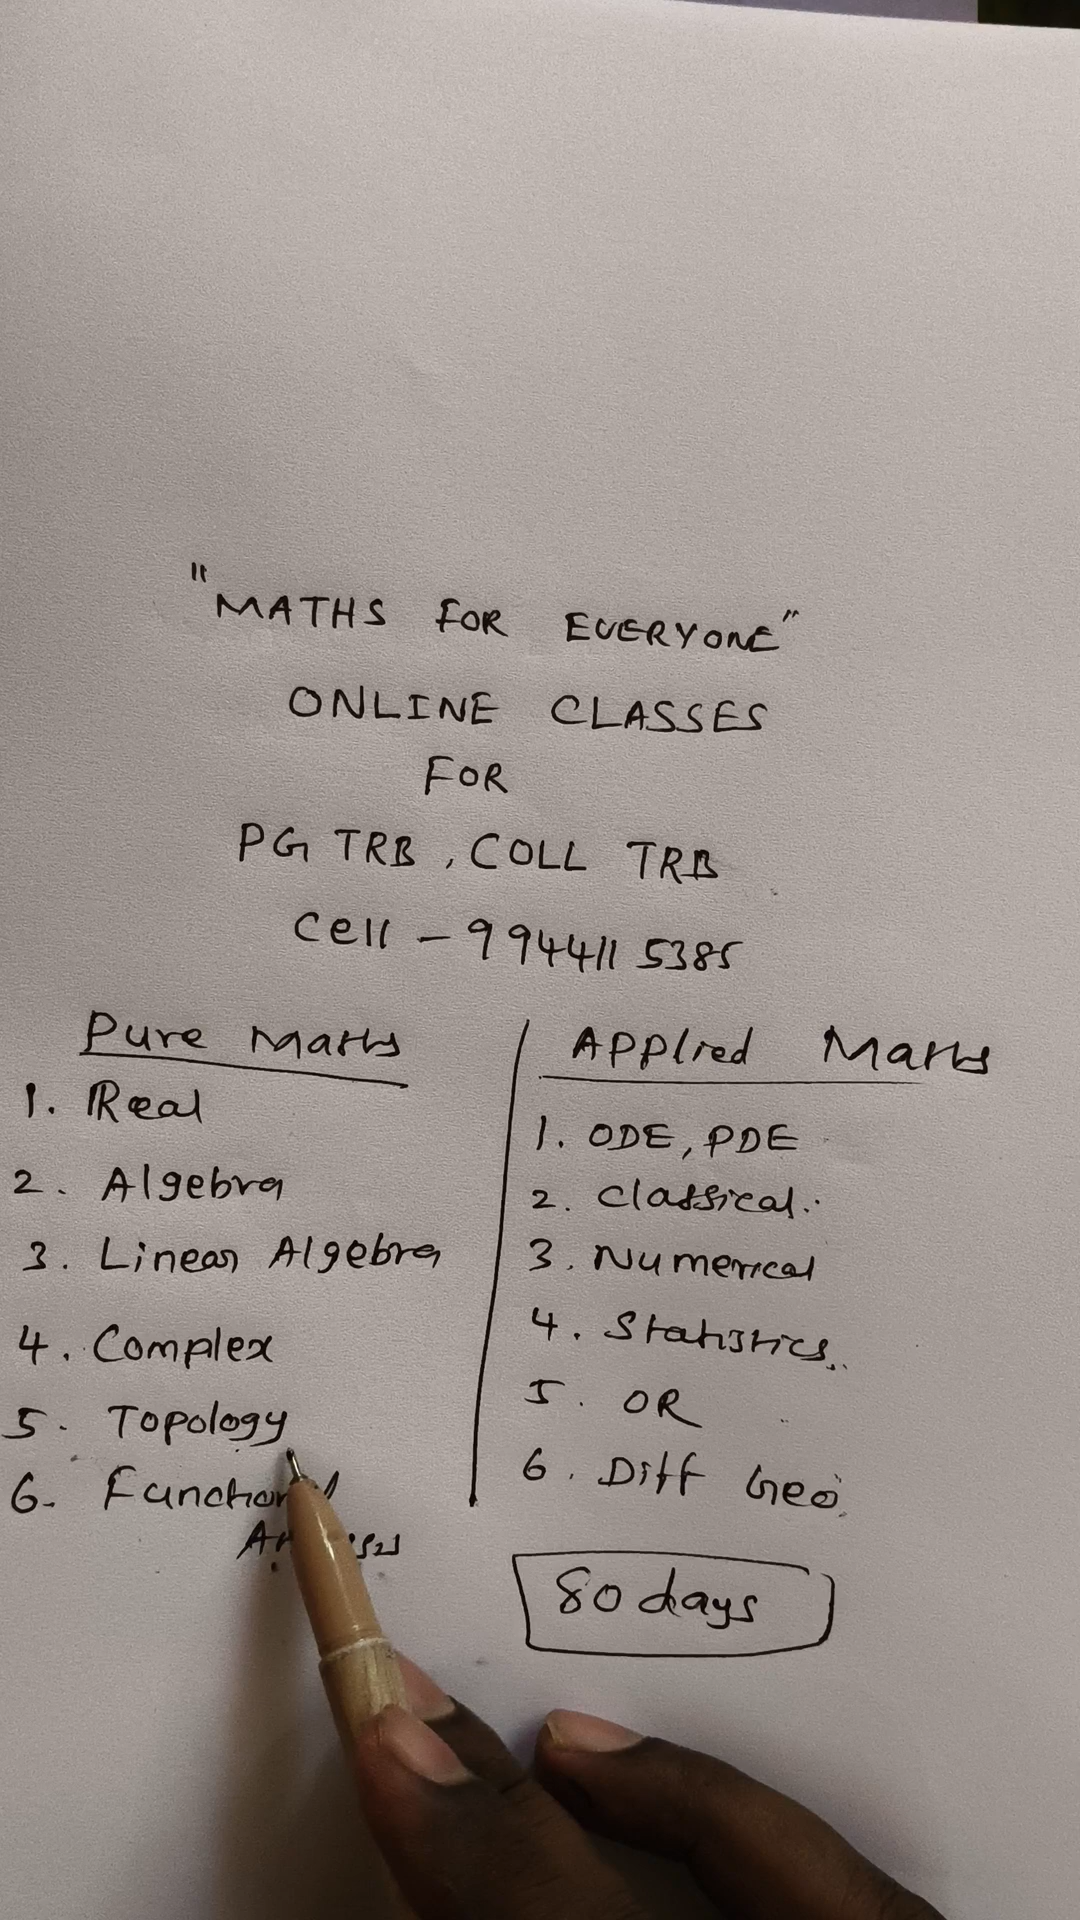 "MATHS FOR EVERYONE"
ONLINE CLASSES
FOR
PG TRB, COLL TRB
Cell - 9944115385
Pure Maths
1. Real
2. Algebra
3. Linear Algebra
4. Complex
5. Topology
6. Functional
Applied Maths
1. ODE, PDE
2. Classical.
3. Numerical
4. Statistics
5. OR
6. Diff Geo
80 days